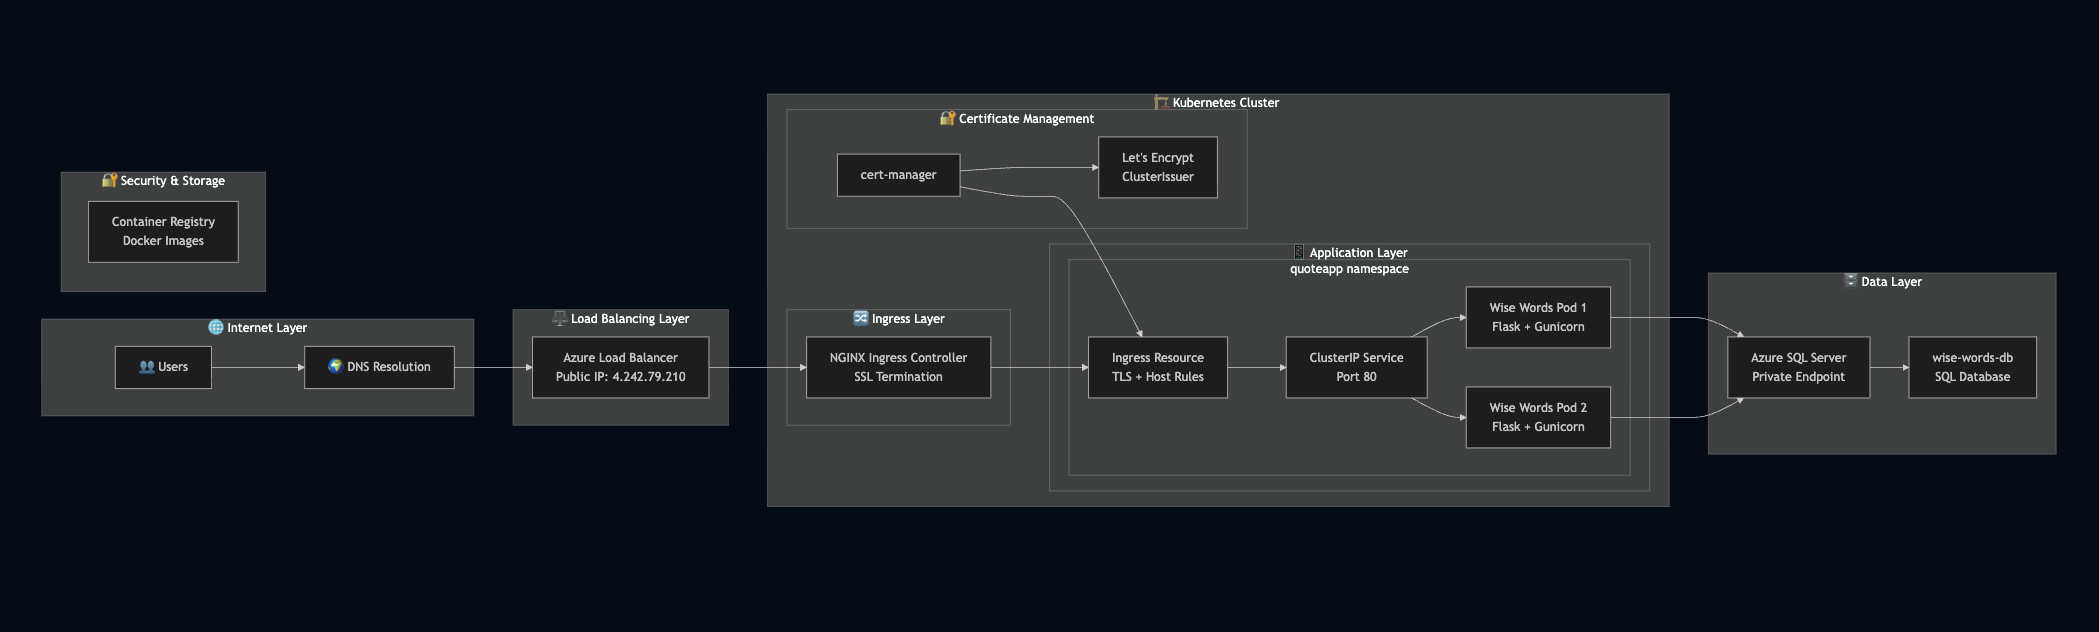 Security & Storage
Container Registry
Docker Images
Internet Layer
Users
DNS Resolution
Load Balancing Layer
Azure Load Balancer
Public IP: 4.242.79.210
Kubernetes Cluster
Certificate Management
cert-manager
Let's Encrypt
ClusterIssuer
Ingress Layer
NGINX Ingress Controller
SSL Termination
Application Layer
quoteapp namespace
Ingress Resource
TLS + Host Rules
ClusterIP Service
Port 80
Wise Words Pod 1
Flask + Gunicorn
Wise Words Pod 2
Flask + Gunicorn
Data Layer
Azure SQL Server
Private Endpoint
wise-words-db
SQL Database